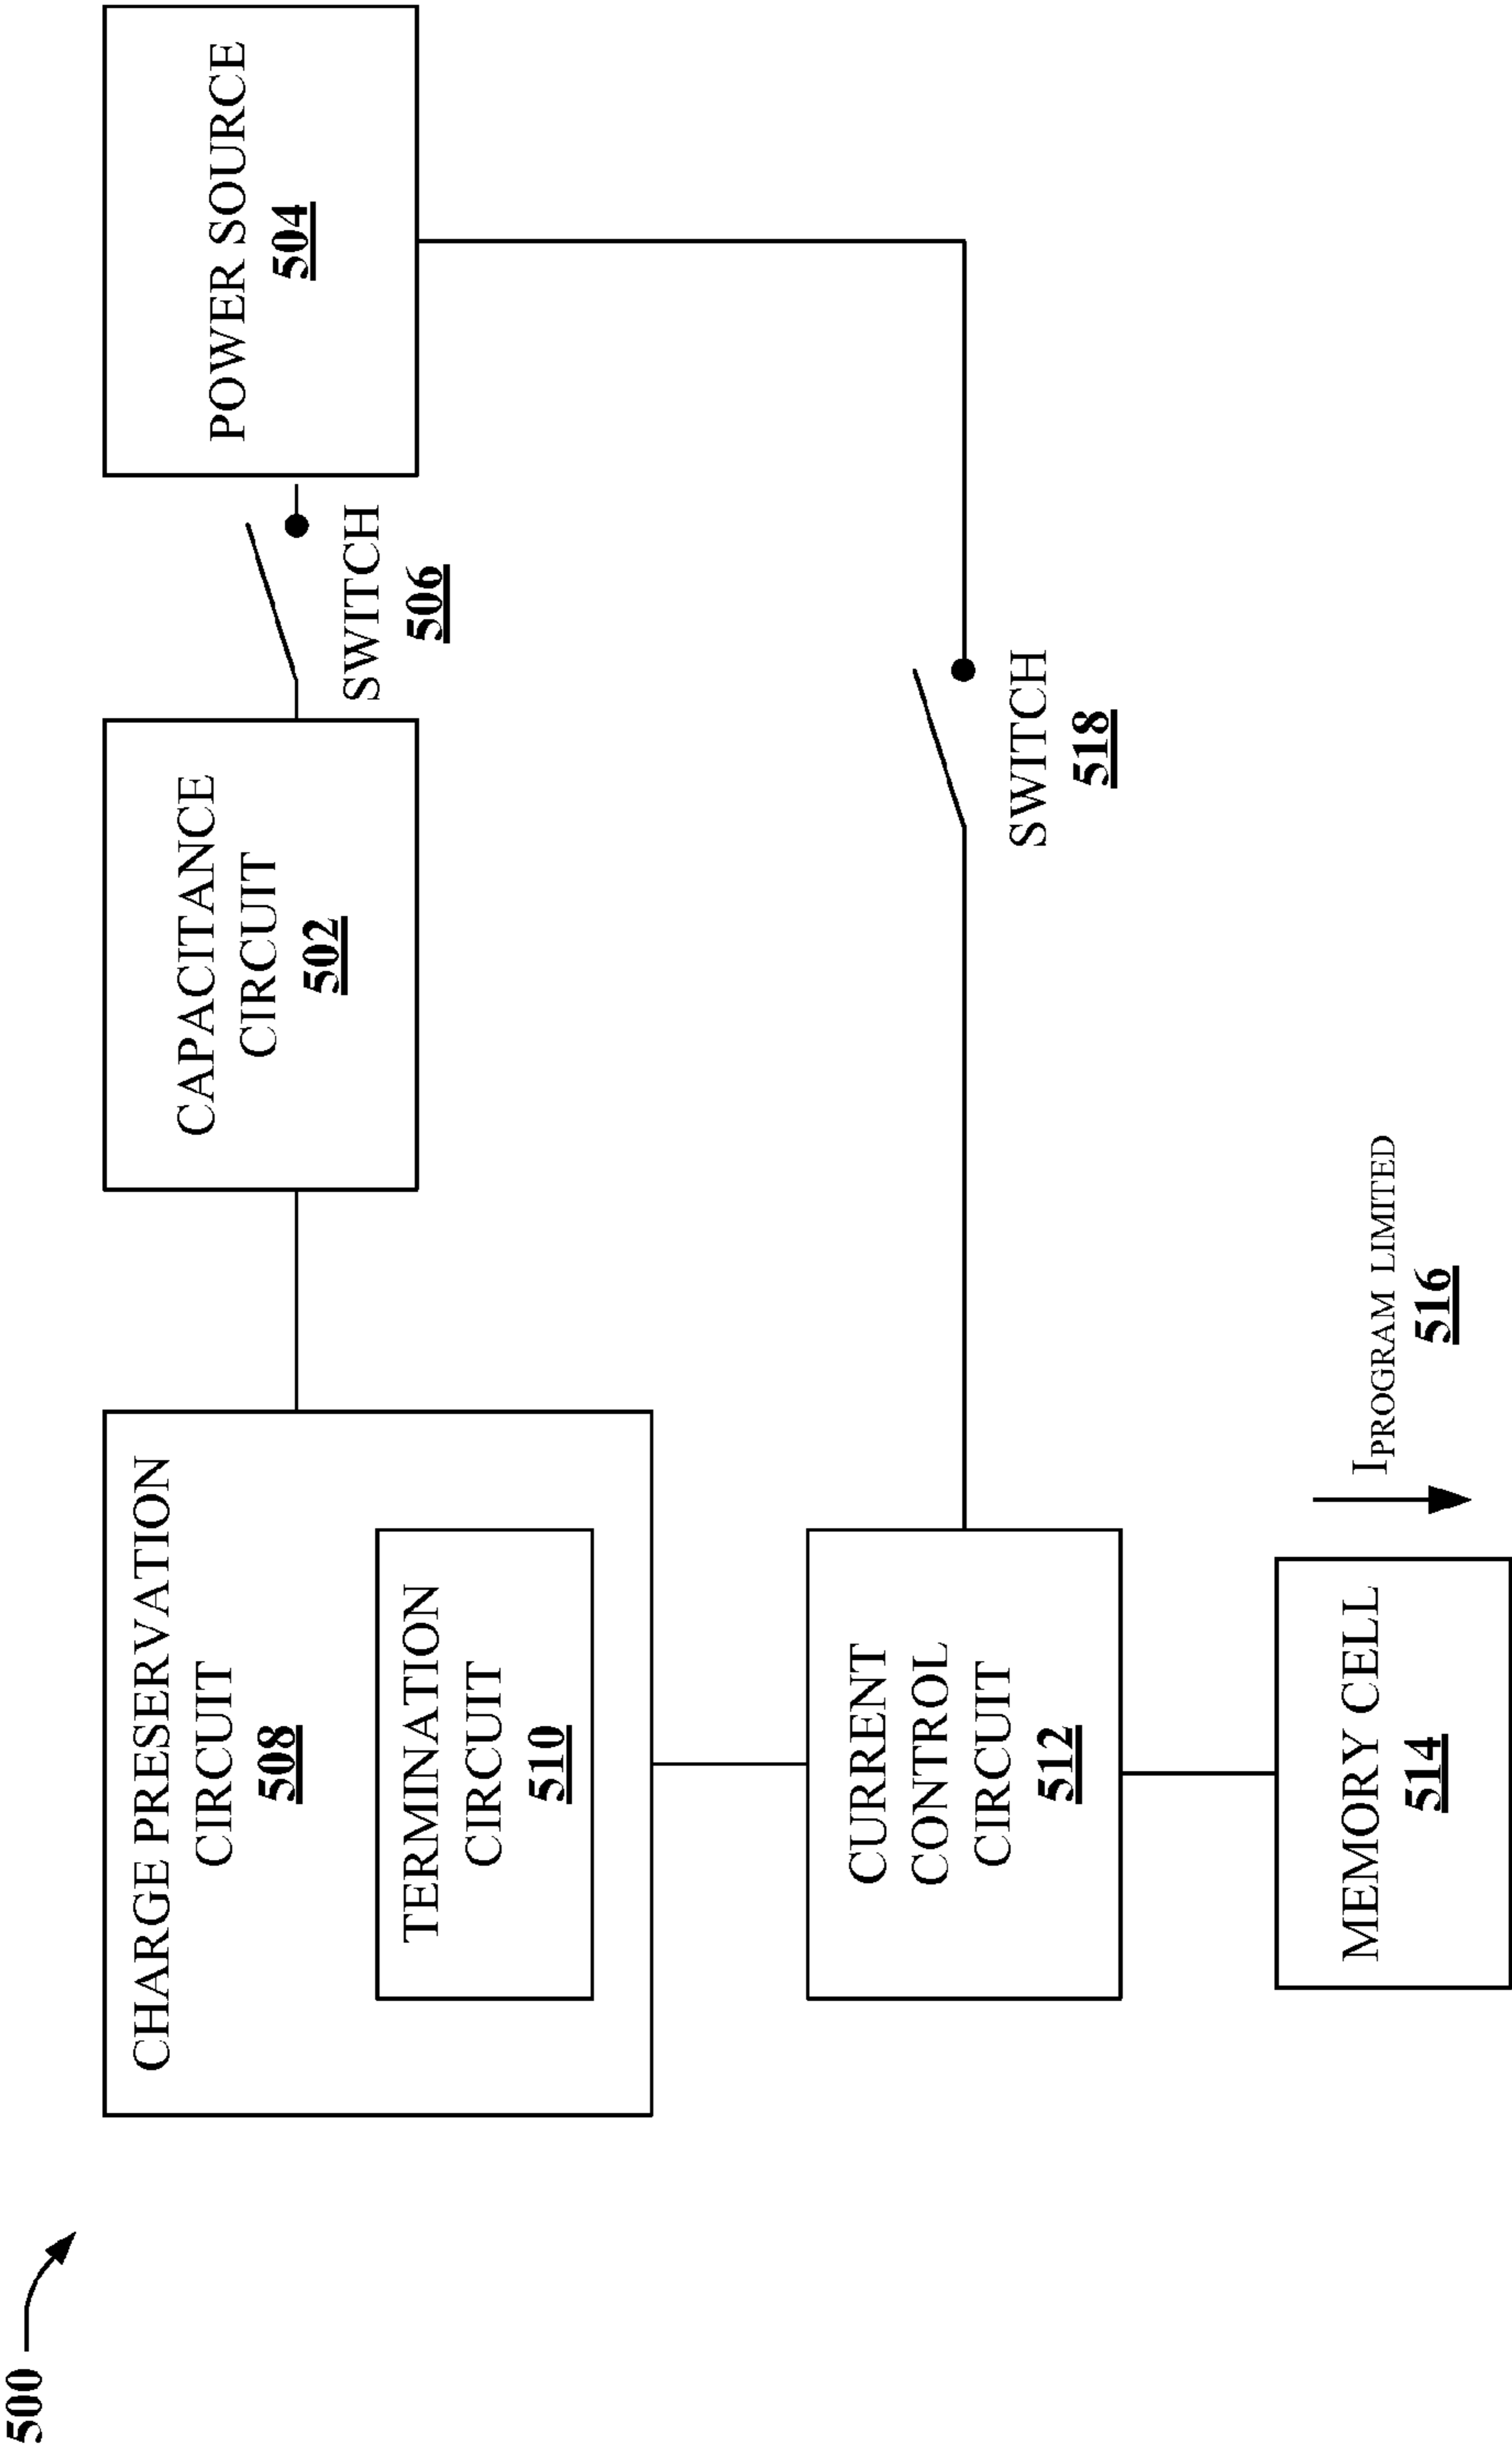 500
CHARGE PRESERVATION
CIRCUIT
508
TERMINATION
CIRCUIT
510
CAPACITANCE
CIRCUIT
502
SWITCH
506
POWER SOURCE
504
CURRENT
CONTROL
CIRCUIT
512
SWITCH
518
MEMORY CELL
514
IPROGRAM LIMITED
516